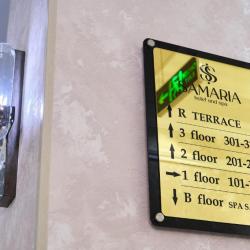 SAMARIA
hotel and spa
↑ R TERRACE
↑ 3 floor 301-3
↑ 2 floor 201-2
→ 1 floor 101-
↓ B floor SPA S